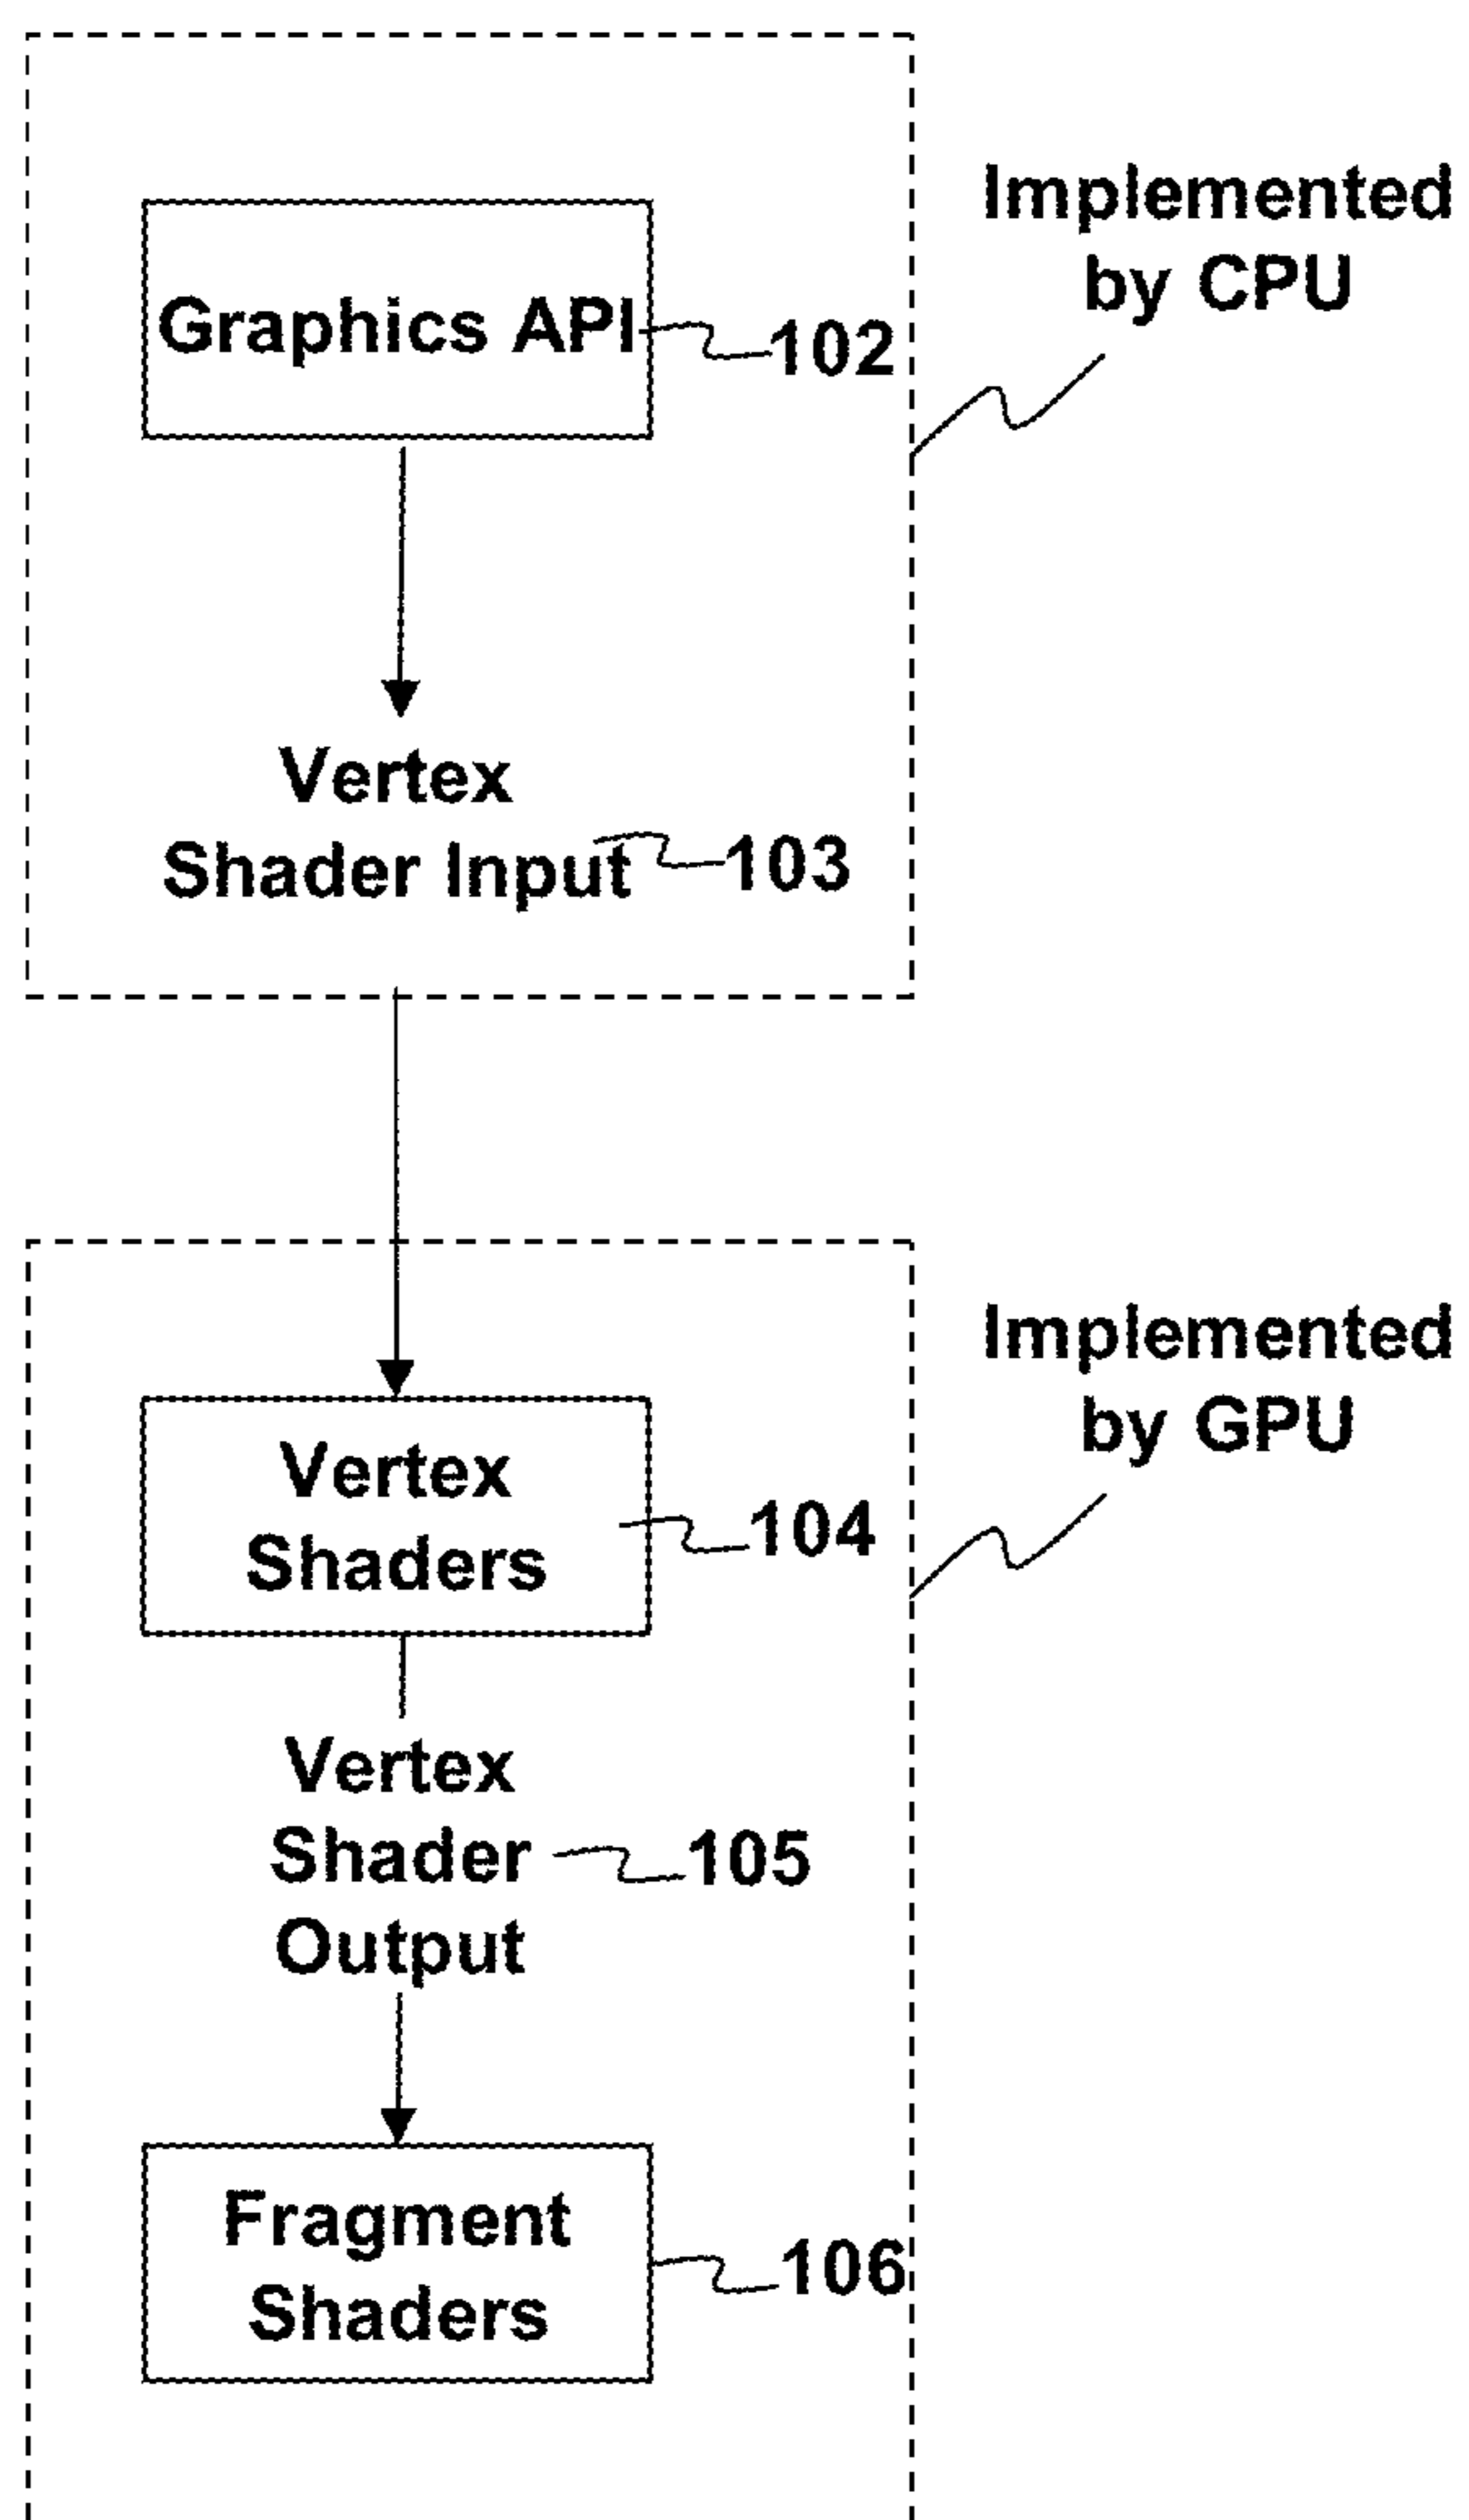 Implemented
by CPU
Graphics API
102
Vertex
Shader Input
103
Implemented
by GPU
Vertex
Shaders
104
Vertex
Shader
Output
105
Fragment
Shaders
106